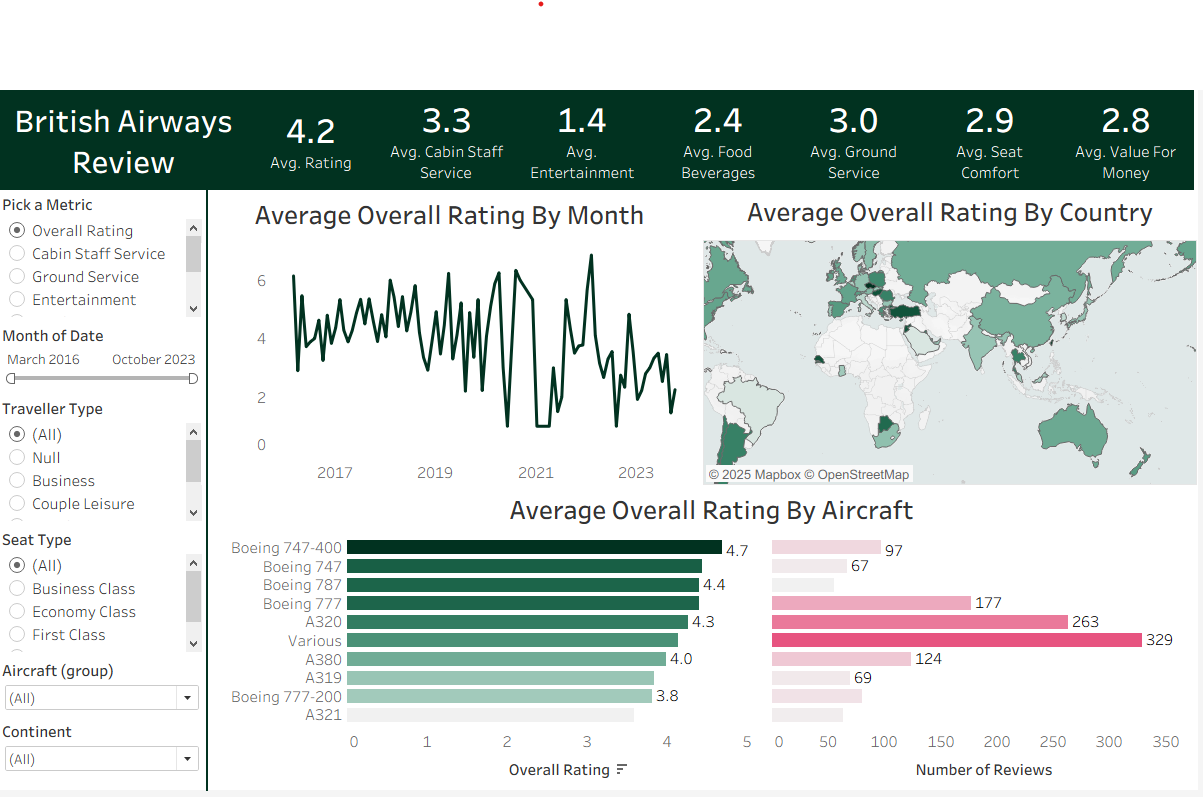 British Airways
Review
4.2
Avg. Rating
3.3
Avg. Cabin Staff
Service
1.4
Avg.
Entertainment
2.4
Avg. Food
Beverages
3.0
Avg. Ground
Service
2.9
Avg. Seat
Comfort
2.8
Avg. Value For
Money
Pick a Metric
Overall Rating
Cabin Staff Service
Ground Service
Entertainment
Month of Date
March 2016 October 2023
Traveller Type
(All)
Null
Business
Couple Leisure
Seat Type
(All)
Business Class
Economy Class
First Class
Aircraft (group)
(All)
Continent
(All)
Average Overall Rating By Month
6
4
2
0
2017 2019 2021 2023
Average Overall Rating By Country
© 2025 Mapbox © OpenStreetMap
Average Overall Rating By Aircraft
Boeing 747-400 4.7 97
Boeing 747 67
Boeing 787 4.4
Boeing 777 177
A320 4.3 263
Various 329
A380 4.0 124
A319 69
Boeing 777-200 3.8
A321
0 1 2 3 4 5 0 50 100 150 200 250 300 350
Overall Rating Number of Reviews